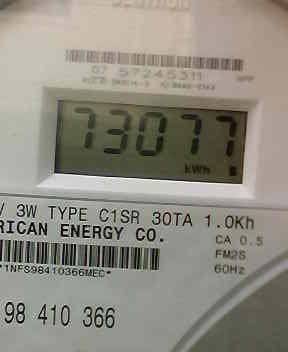 07 57245311
73077
kWh
V 3W TYPE C1SR 30TA 1.0Kh
RICAN ENERGY CO.
CA 0.5
FM2S
60Hz
*1NFS98410366MEC*
98 410 366